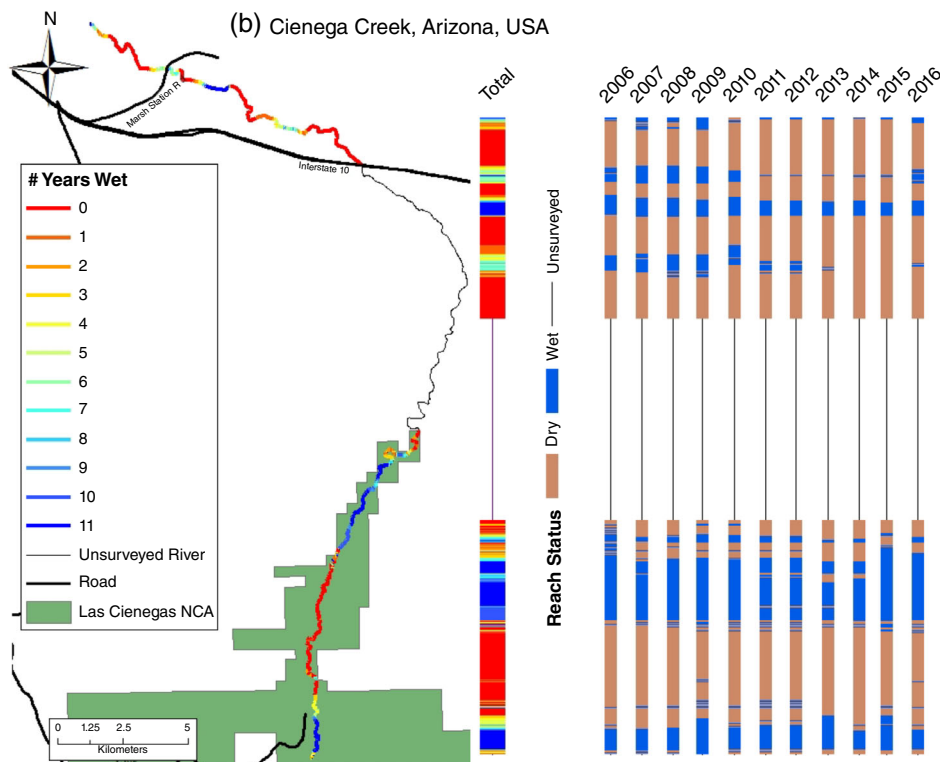 (b) Cienega Creek, Arizona, USA
N
Marsh Station R
Interstate 10
# Years Wet
0
1
2
3
4
5
6
7
8
9
10
11
Unsurveyed River
Road
Las Cienegas NCA
0 1.25 2.5 5
Kilometers
Total
Reach Status Dry Wet Unsurveyed
2006 2007 2008 2009 2010 2011 2012 2013 2014 2015 2016